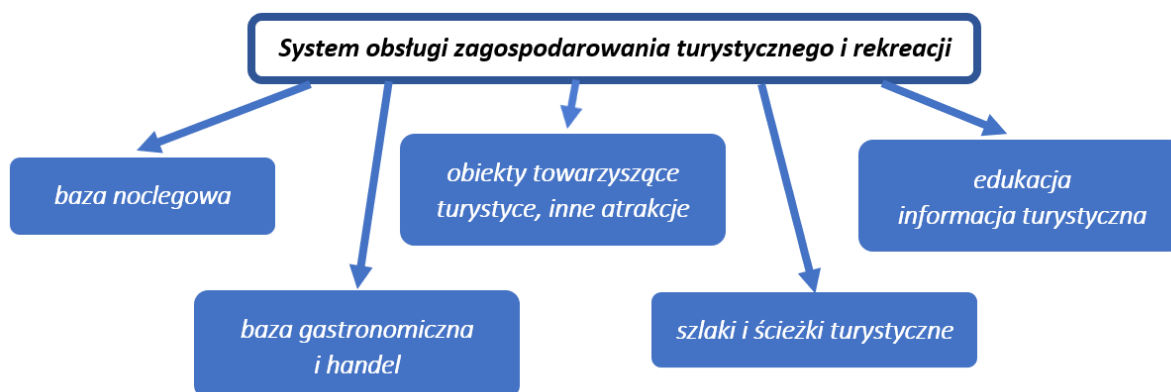 System obsługi zagospodarowania turystycznego i rekreacji
baza noclegowa
obiekty towarzyszące
turystyce, inne atrakcje
edukacja
informacja turystyczna
baza gastronomiczna
i handel
szlaki i ścieżki turystyczne